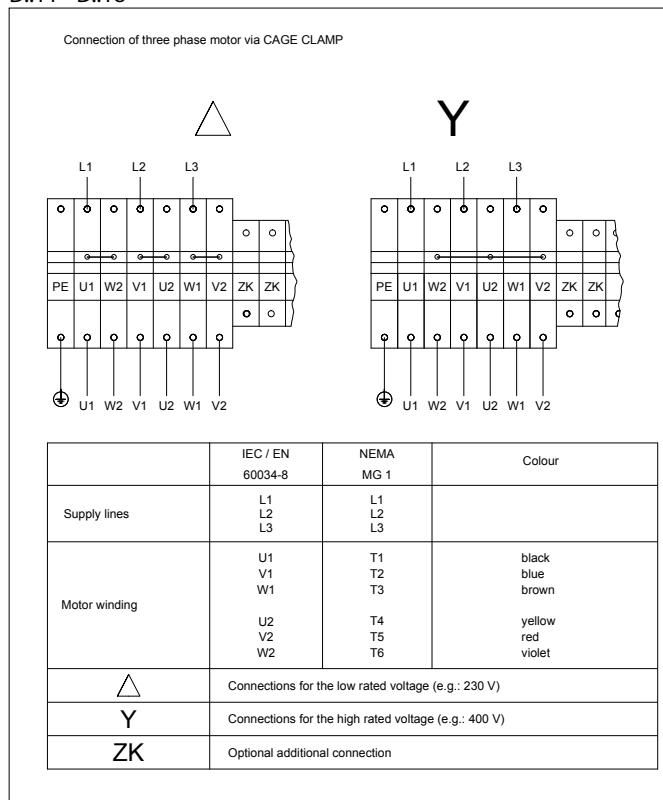 Connection of three phase motor via CAGE CLAMP
Y
L1 L2 L3
L1 L2 L3
PE U1 W2 V1 U2 W1 V2 ZK ZK
PE U1 W2 V1 U2 W1 V2 ZK ZK
U1 W2 V1 U2 W1 V2
U1 W2 V1 U2 W1 V2
IEC / EN
60034-8
NEMA
MG 1
Colour
Supply lines
L1 L1
L2 L2
L3 L3
Motor winding
U1 T1 black
V1 T2 blue
W1 T3 brown
U2 T4 yellow
V2 T5 red
W2 T6 violet
Connections for the low rated voltage (e.g.: 230 V)
Y Connections for the high rated voltage (e.g.: 400 V)
ZK Optional additional connection